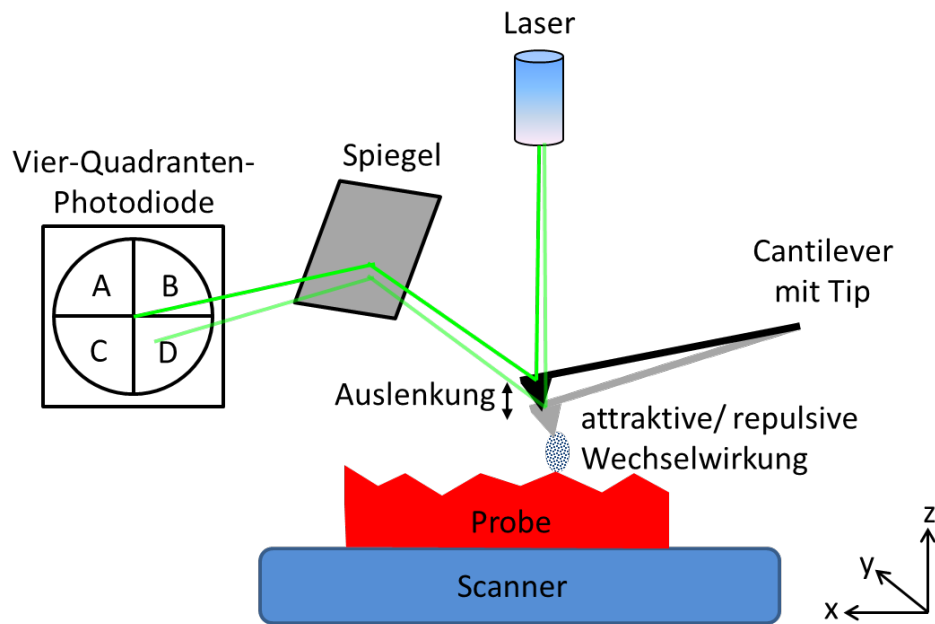 Laser
Vier-Quadranten-
Photodiode
Spiegel
A
B
C
D
Cantilever
mit Tip
Auslenkung
attraktive/ repulsive
Wechselwirkung
Probe
Scanner
z
y
x